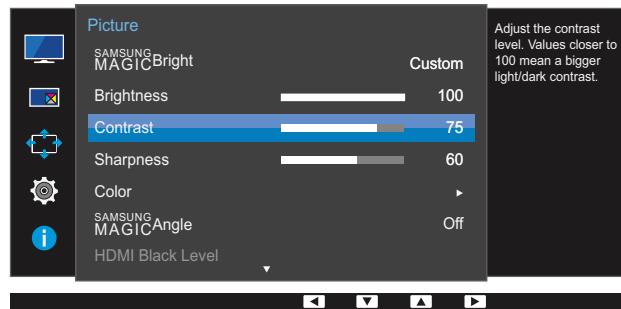 Picture
SAMSUNG
MAGICBright Custom
Brightness 100
Contrast 75
Sharpness 60
Color
SAMSUNG
MAGICAngle Off
HDMI Black Level
Adjust the contrast
level. Values closer to
100 mean a bigger
light/dark contrast.